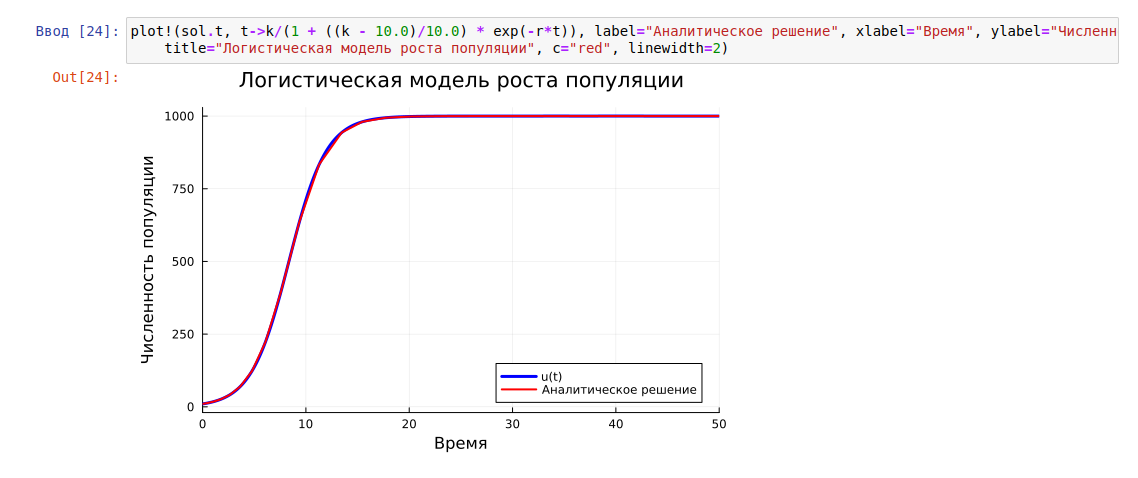 Ввод [24]: plot!(sol.t, t->k/(1 + ((k - 10.0)/10.0) * exp(-r*t)), label="Аналитическое решение", xlabel="Время", ylabel="Численн
title="Логистическая модель роста популяции", c="red", linewidth=2)
Out[24]:
Логистическая модель роста популяции
Численность популяции
1000
750
500
250
0
u(t)
Аналитическое решение
0 10 20 30 40 50
Время